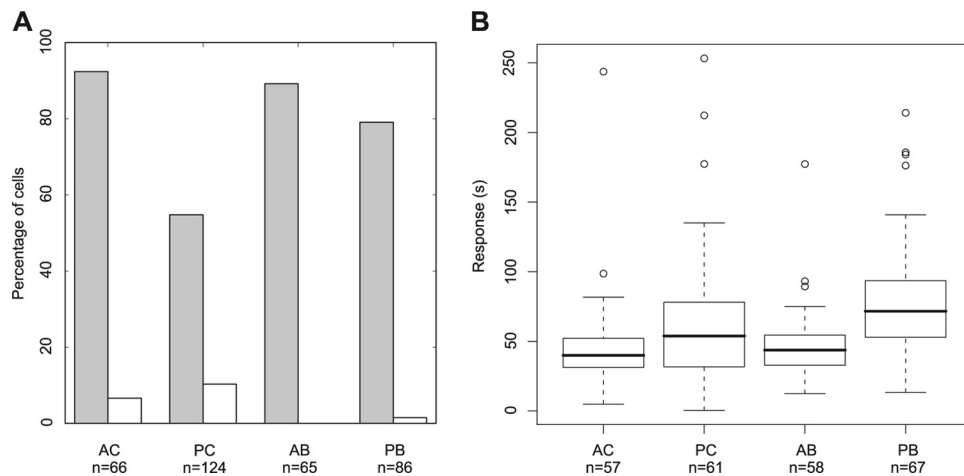 A
Percentage of cells
100
80
60
40
20
0
AC PC AB PB
n=66 n=124 n=65 n=86
B
Response (s)
250
200
150
100
50
0
AC PC AB PB
n=57 n=61 n=58 n=67